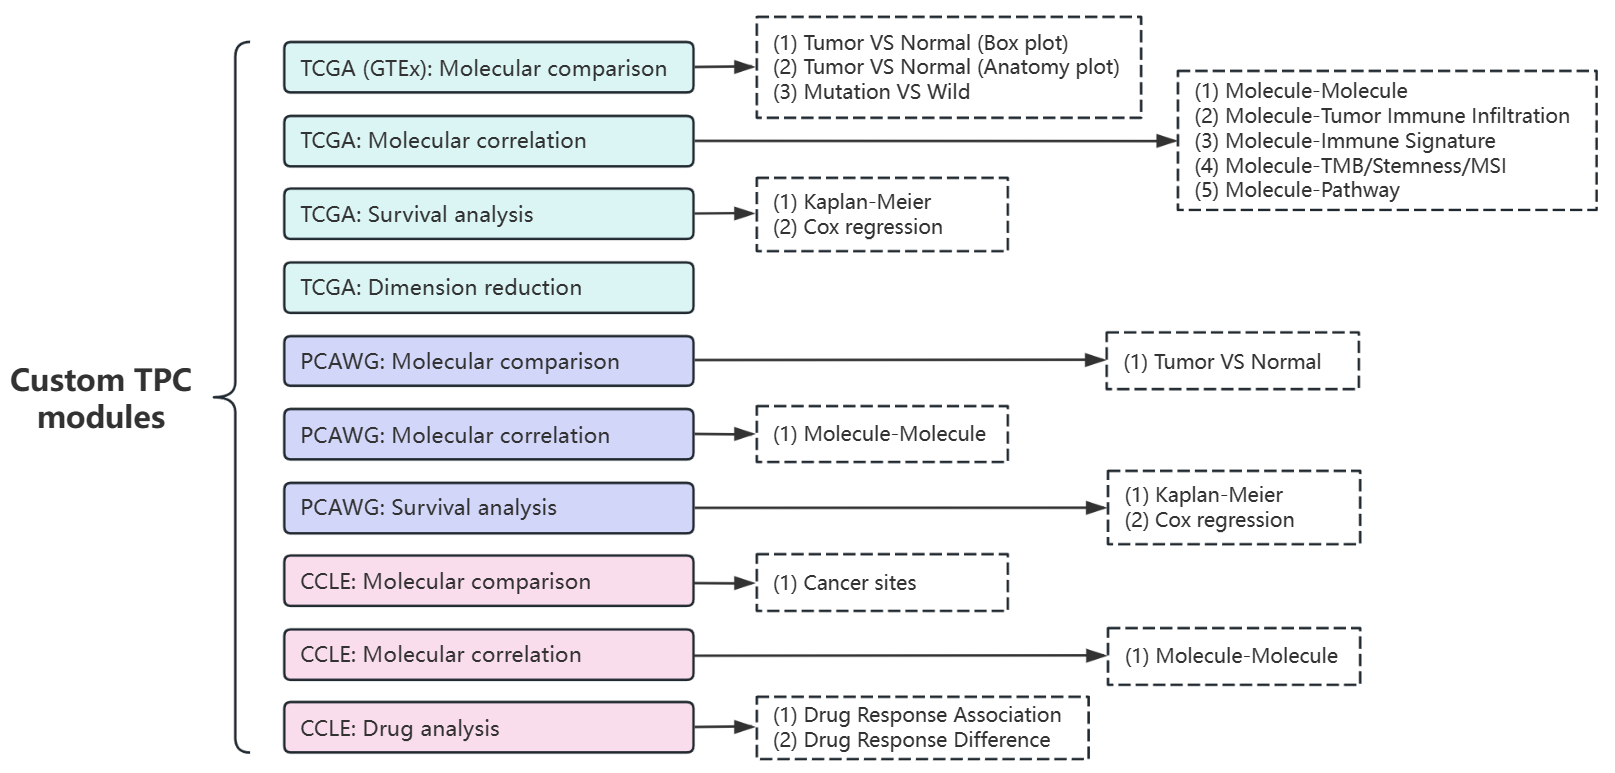 Custom TPC
modules
TCGA (GTEx): Molecular comparison
(1) Tumor VS Normal (Box plot)
(2) Tumor VS Normal (Anatomy plot)
(3) Mutation VS Wild
TCGA: Molecular correlation
(1) Molecule-Molecule
(2) Molecule-Tumor Immune Infiltration
(3) Molecule-Immune Signature
(4) Molecule-TMB/Stemness/MSI
(5) Molecule-Pathway
TCGA: Survival analysis
(1) Kaplan-Meier
(2) Cox regression
TCGA: Dimension reduction
PCAWG: Molecular comparison
(1) Tumor VS Normal
PCAWG: Molecular correlation
(1) Molecule-Molecule
PCAWG: Survival analysis
(1) Kaplan-Meier
(2) Cox regression
CCLE: Molecular comparison
(1) Cancer sites
CCLE: Molecular correlation
(1) Molecule-Molecule
CCLE: Drug analysis
(1) Drug Response Association
(2) Drug Response Difference